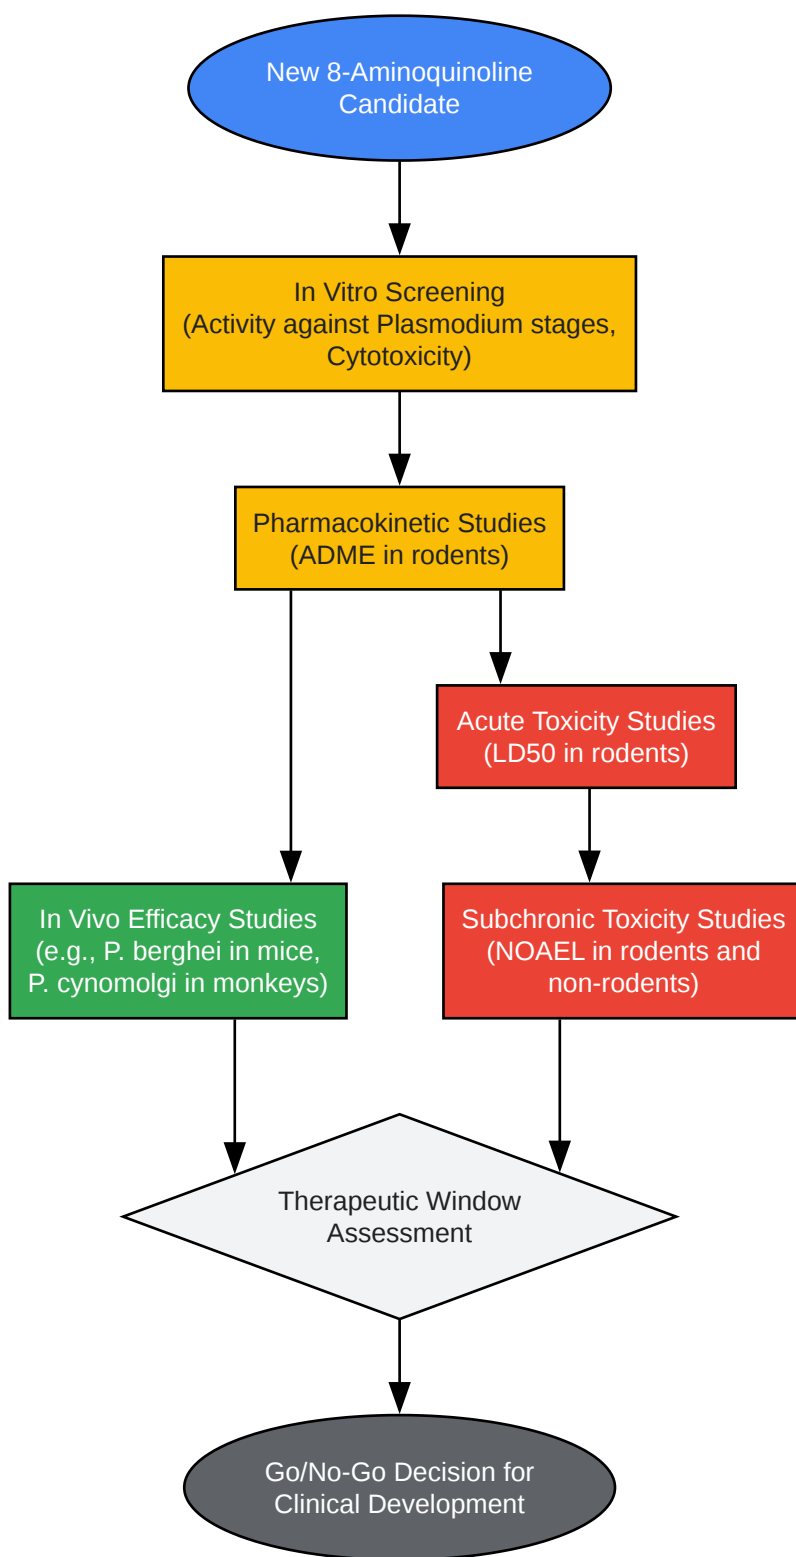 New 8-Aminoquinoline
Candidate
In Vitro Screening
(Activity against Plasmodium stages,
Cytotoxicity)
Pharmacokinetic Studies
(ADME in rodents)
Acute Toxicity Studies
(LD50 in rodents)
In Vivo Efficacy Studies
(e.g., P. berghei in mice,
P. cynomolgi in monkeys)
Subchronic Toxicity Studies
(NOAEL in rodents and
non-rodents)
Therapeutic Window
Assessment
Go/No-Go Decision for
Clinical Development